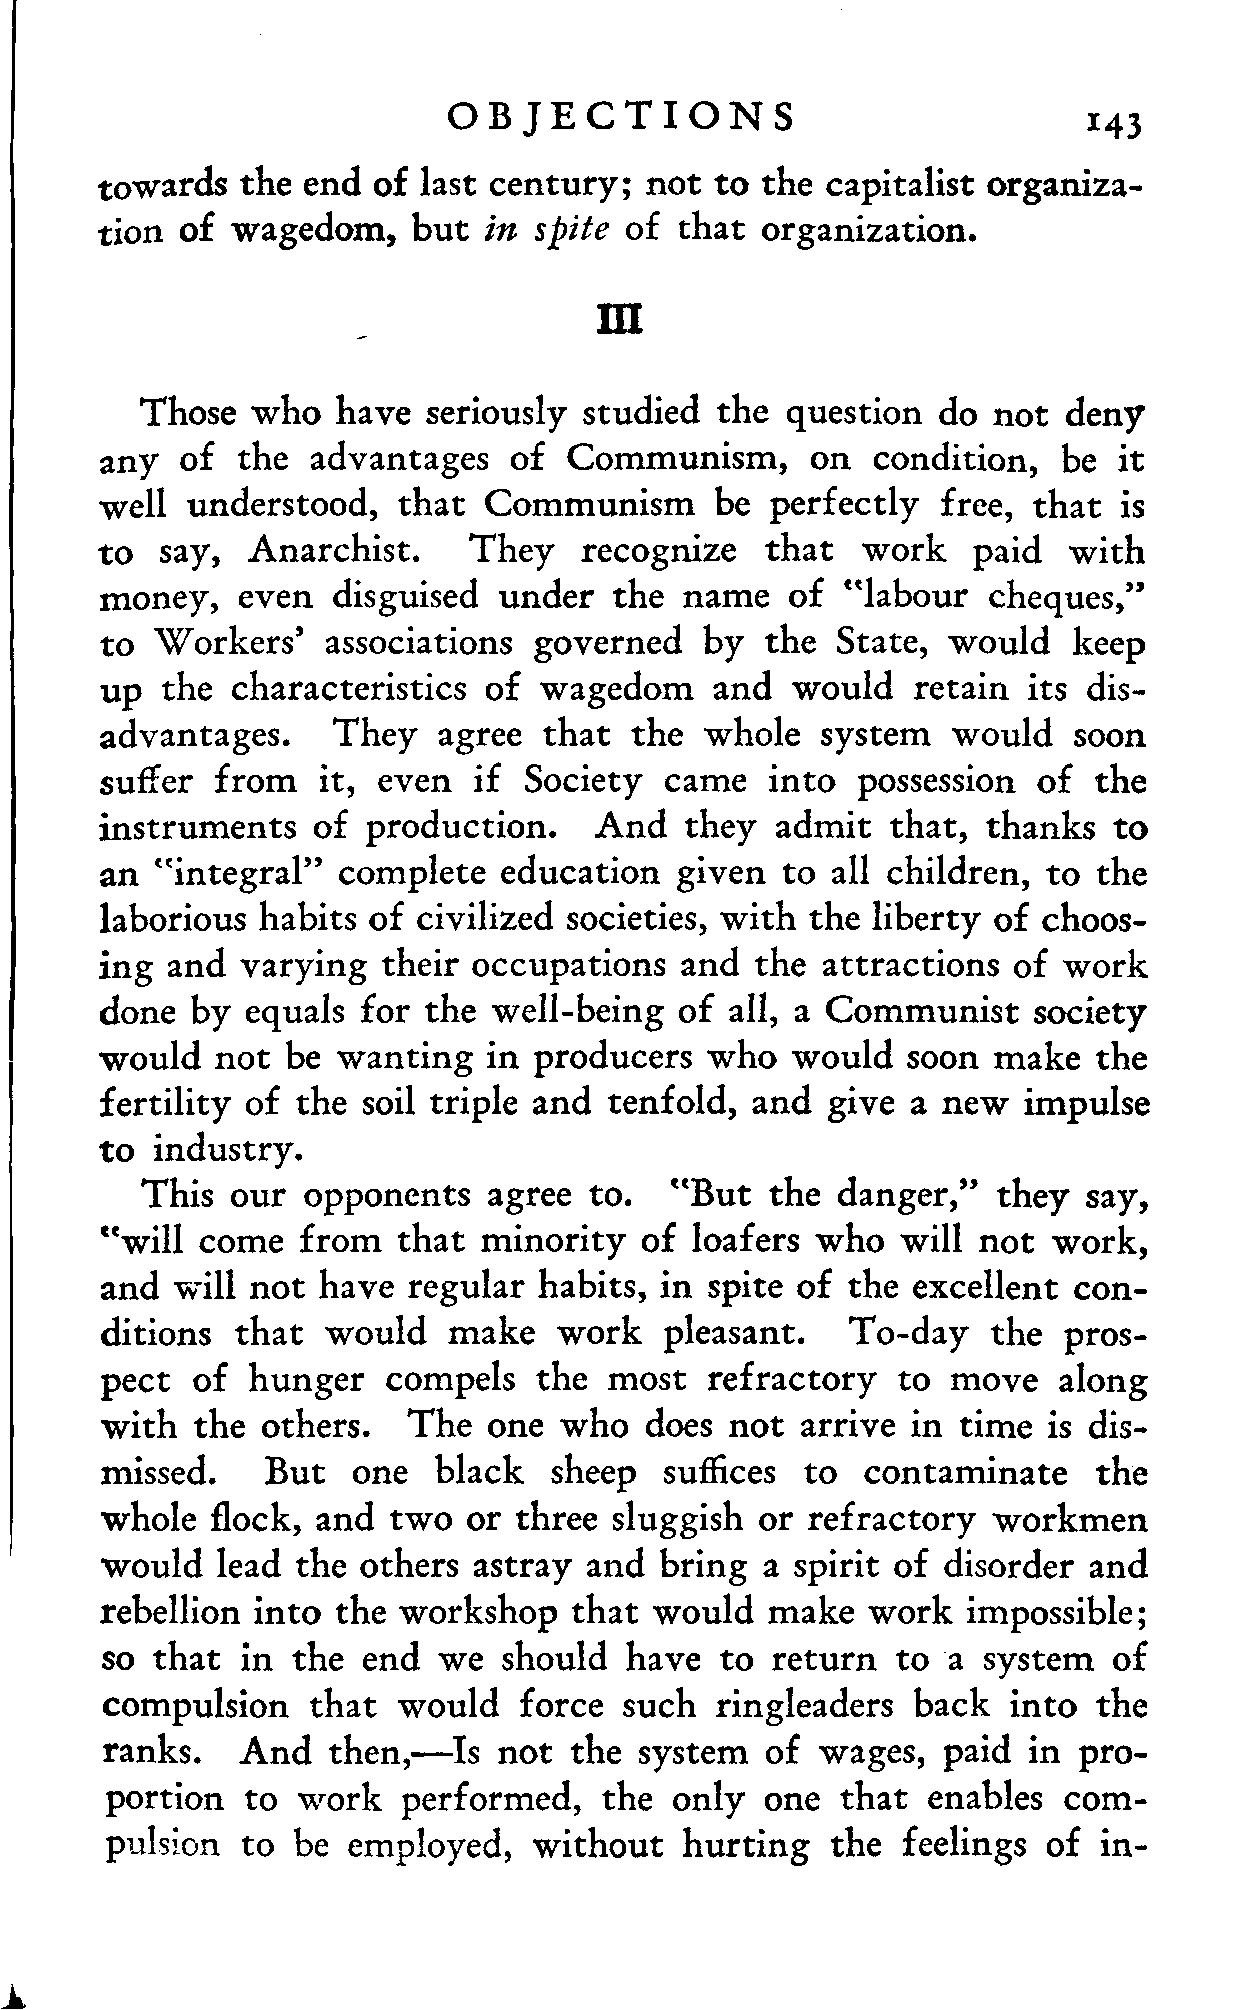 OBJECTIONS 143
towards the end of last century; not to the capitalist organiza-
tion of wagedom, but in spite of that organization.
III
Those who have seriously studied the question do not deny
any of the advantages of Communism, on condition, be it
well understood, that Communism be perfectly free, that is
to say, Anarchist. They recognize that work paid with
money, even disguised under the name of "labour cheques,"
to Workers' associations governed by the State, would keep
up the characteristics of wagedom and would retain its dis-
advantages. They agree that the whole system would soon
suffer from it, even if Society came into possession of the
instruments of production. And they admit that, thanks to
an "integral" complete education given to all children, to the
laborious habits of civilized societies, with the liberty of choos-
ing and varying their occupations and the attractions of work
done by equals for the well-being of all, a Communist society
would not be wanting in producers who would soon make the
fertility of the soil triple and tenfold, and give a new impulse
to industry.
This our opponents agree to. "But the danger," they say,
"will come from that minority of loafers who will not work,
and will not have regular habits, in spite of the excellent con-
ditions that would make work pleasant. To-day the pros-
pect of hunger compels the most refractory to move along
with the others. The one who does not arrive in time is dis-
missed. But one black sheep suffices to contaminate the
whole flock, and two or three sluggish or refractory workmen
would lead the others astray and bring a spirit of disorder and
rebellion into the workshop that would make work impossible;
so that in the end we should have to return to a system of
compulsion that would force such ringleaders back into the
ranks. And then,—Is not the system of wages, paid in pro-
portion to work performed, the only one that enables com-
pulsion to be employed, without hurting the feelings of in-